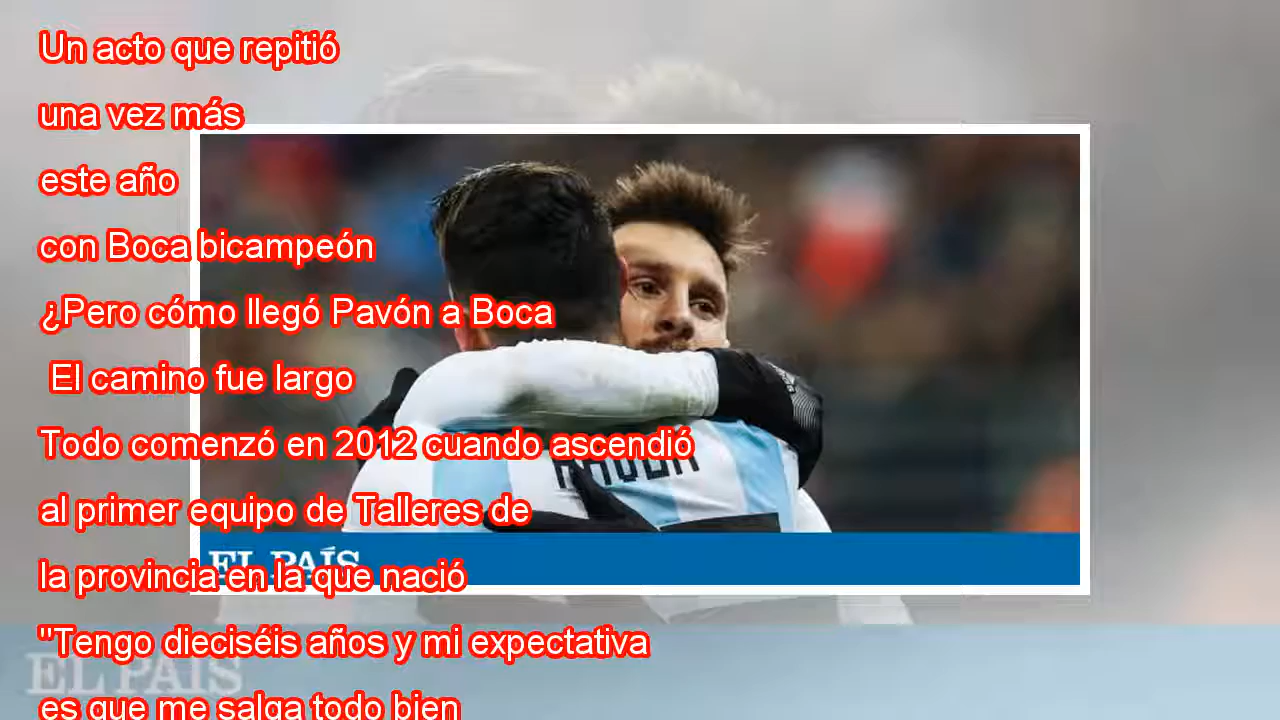 Un acto que repitió
una vez más
este año
con Boca bicampeón
¿Pero cómo llegó Pavón a Boca
El camino fue largo
Todo comenzó en 2012 cuando ascendió
al primer equipo de Talleres de
la provincia en la que nació
"Tengo dieciséis años y mi expectativa
es que me salga todo bien
EL PAÍS
EL PAÍS